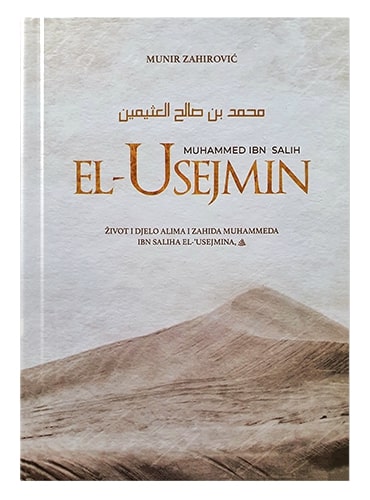 MUNIR ZAHIROVIĆ
محمد بن صالح العثيمين
MUHAMMED IBN SALIH
EL-USEJMIN
ŽIVOT I DJELO ALIMA I ZAHIDA MUHAMMEDA
IBN SALIHA EL-'USEJMINA,